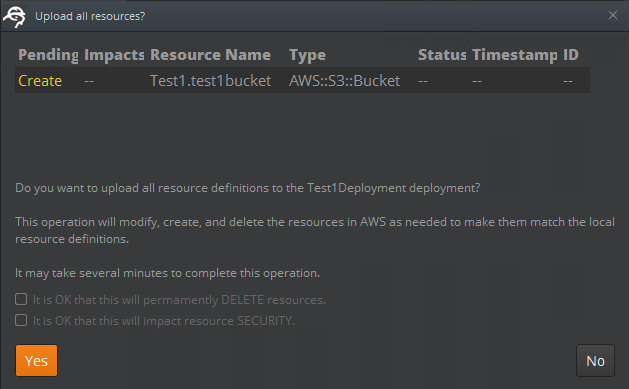 Upload all resources?
Pending Impacts Resource Name Type Status Timestamp ID
Create -- Test1.test1bucket AWS::S3::Bucket -- -- --
Do you want to upload all resource definitions to the Test1Deployment deployment?
This operation will modify, create, and delete the resources in AWS as needed to make them match the local
resource definitions.
It may take several minutes to complete this operation.
It is OK that this will permamently DELETE resources.
It is OK that this will impact resource SECURITY.
Yes No